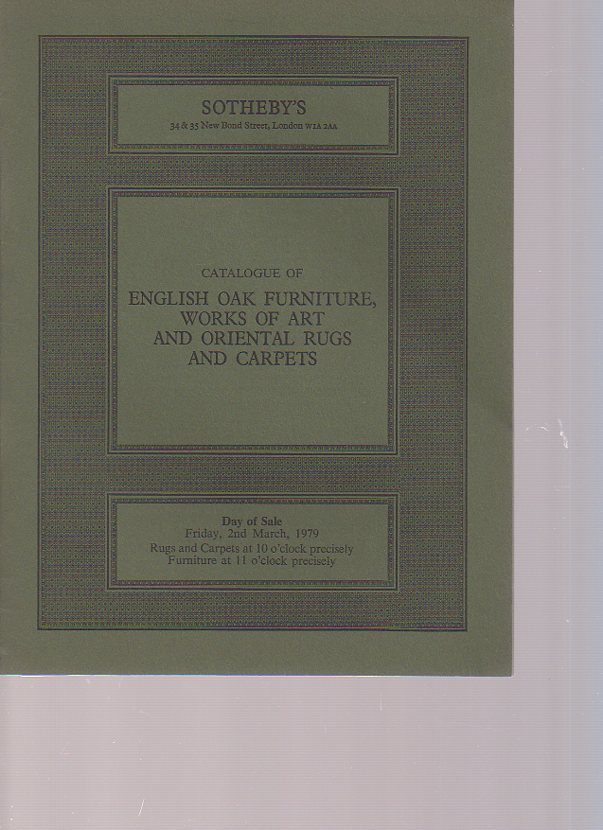 SOTHEBY'S
34 & 35 New Bond Street, London W1A 2AA
CATALOGUE OF
ENGLISH OAK FURNITURE,
WORKS OF ART
AND ORIENTAL RUGS
AND CARPETS
Day of Sale
Friday, 2nd March, 1979
Rugs and Carpets at 10 o'clock precisely
Furniture at 11 o'clock precisely